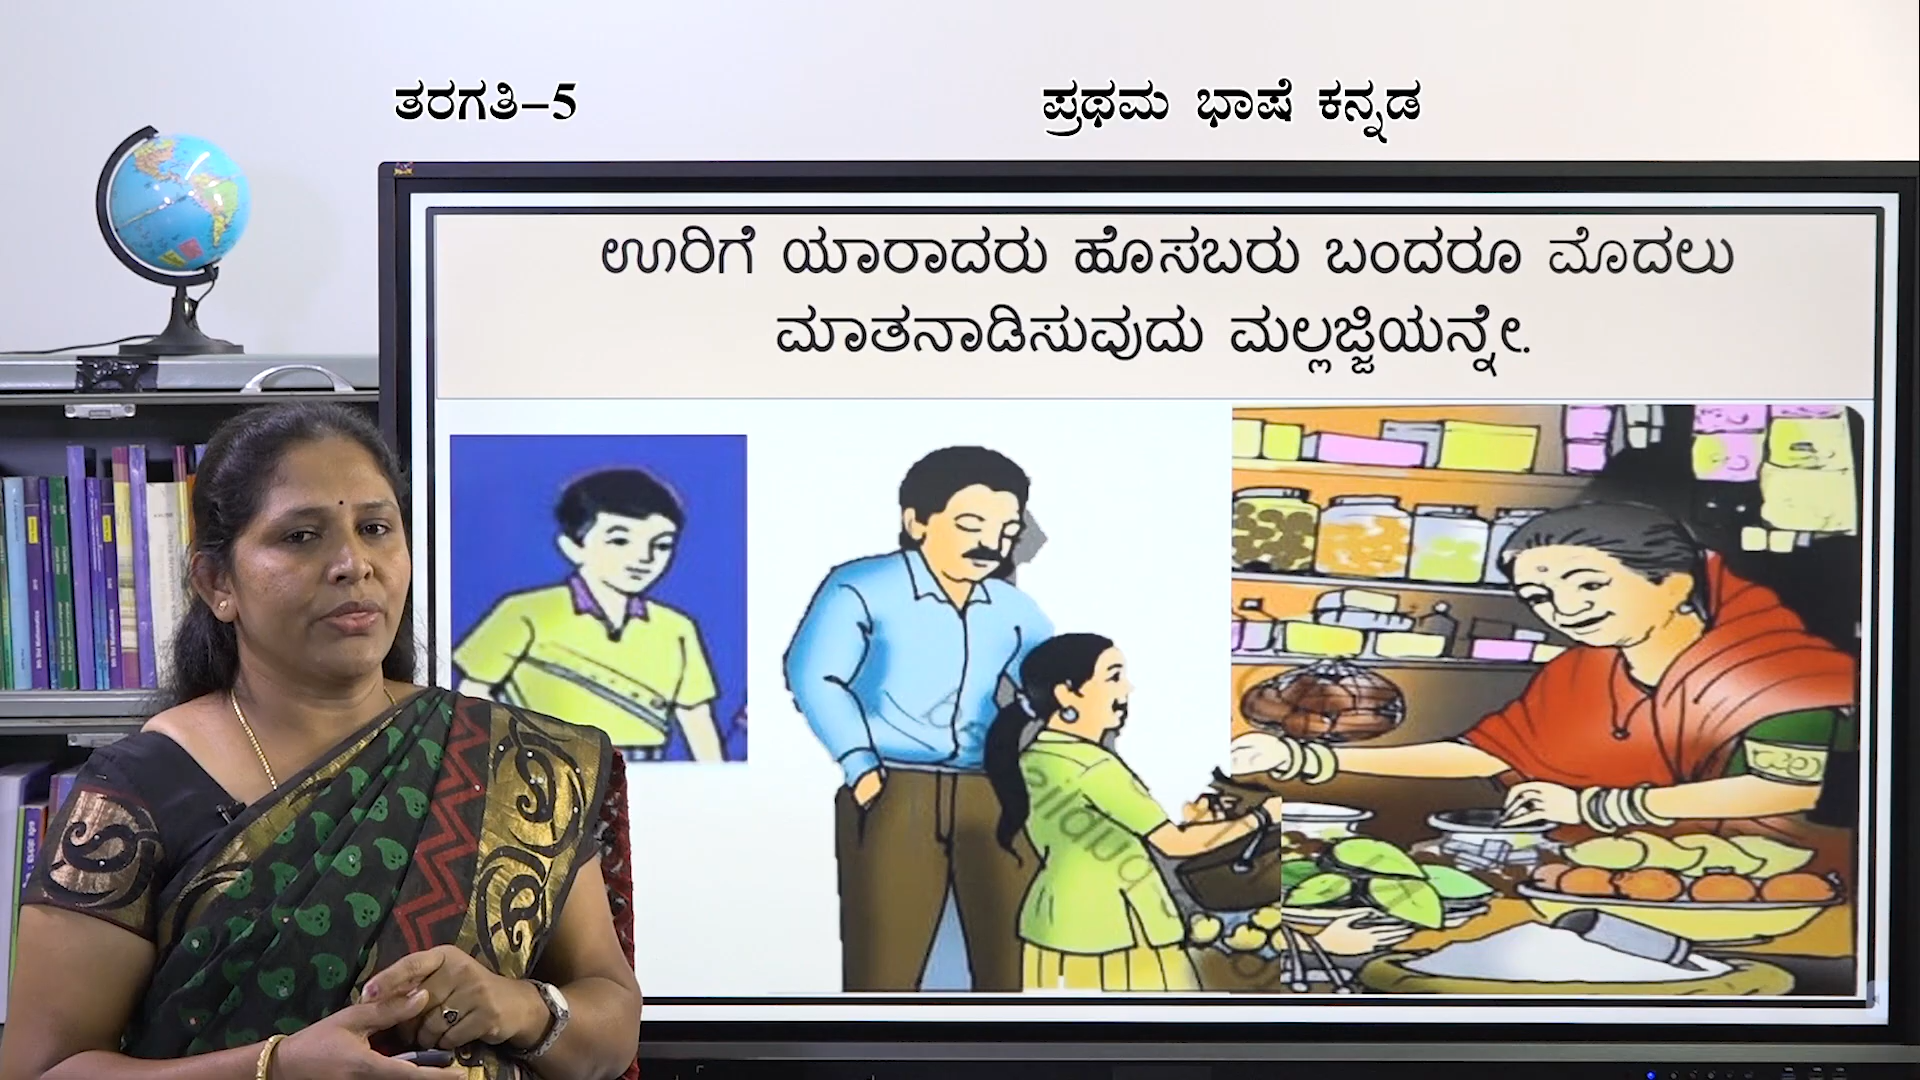 ತರಗತಿ–5 ಪ್ರಥಮ ಭಾಷೆ ಕನ್ನಡ
ಊರಿಗೆ ಯಾರಾದರು ಹೊಸಬರು ಬಂದರೂ ಮೊದಲು
ಮಾತನಾಡಿಸುವುದು ಮಲ್ಲಜ್ಜಿಯನ್ನೇ.